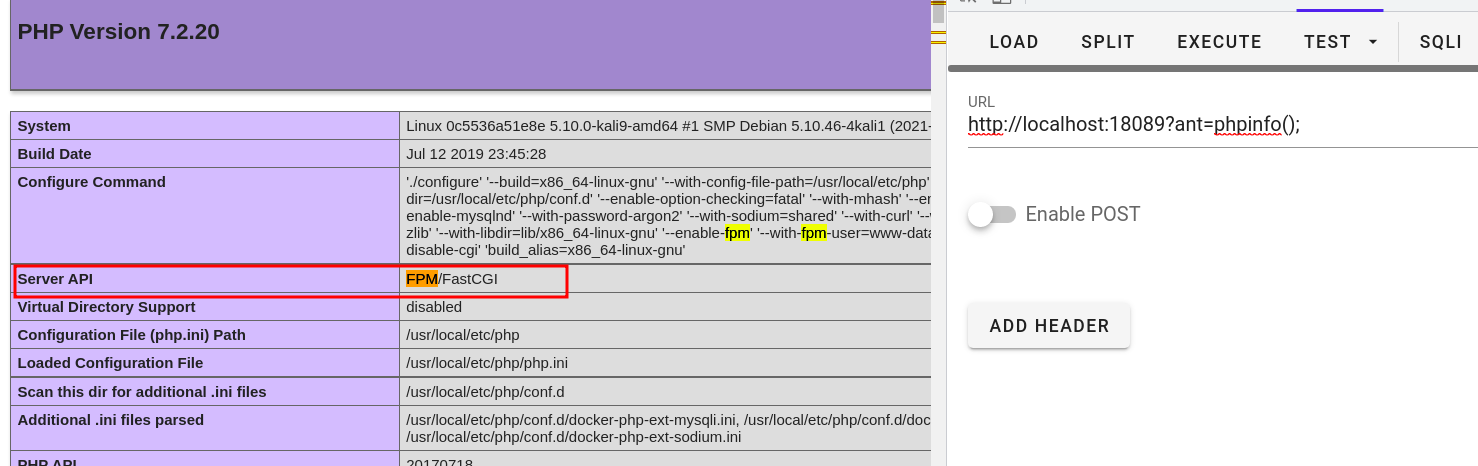 PHP Version 7.2.20
System
Linux 0c5536a51e8e 5.10.0-kali9-amd64 #1 SMP Debian 5.10.46-4kali1 (2021-
Build Date
Jul 12 2019 23:45:28
Configure Command
'./configure' '--build=x86_64-linux-gnu' '--with-config-file-path=/usr/local/etc/php'
dir=/usr/local/etc/php/conf.d' '--enable-option-checking=fatal' '--with-mhash' '--er
enable-mysqlnd' '--with-password-argon2' '--with-sodium=shared' '--with-curl' '--
zlib' '--with-libdir=lib/x86_64-linux-gnu' '--enable-fpm' '--with-fpm-user=www-data
disable-cgi' 'build_alias=x86_64-linux-gnu'
Server API
FPM/FastCGI
Virtual Directory Support
disabled
Configuration File (php.ini) Path
/usr/local/etc/php
Loaded Configuration File
/usr/local/etc/php/php.ini
Scan this dir for additional .ini files
/usr/local/etc/php/conf.d
Additional .ini files parsed
/usr/local/etc/php/conf.d/docker-php-ext-mysqli.ini, /usr/local/etc/php/conf.d/doc
/usr/local/etc/php/conf.d/docker-php-ext-sodium.ini
PHP API
20170718
LOAD
SPLIT
EXECUTE
TEST
SQLI
URL
http://localhost:18089?ant=phpinfo();
Enable POST
ADD HEADER